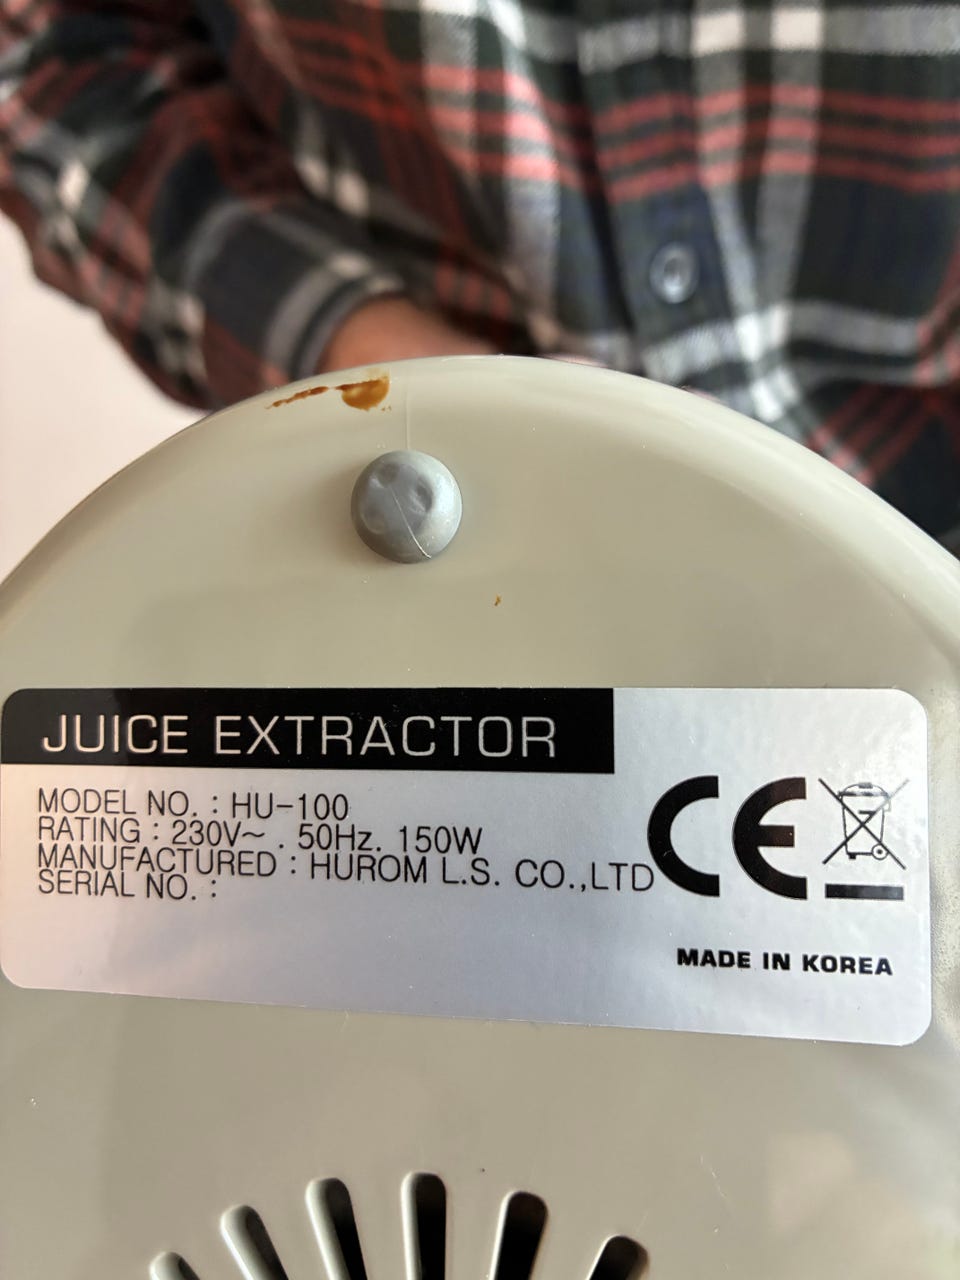 JUICE EXTRACTOR
MODEL NO. : HU-100
RATING : 230V~ . 50Hz. 150W
MANUFACTURED : HUROM L.S. CO.,LTD
SERIAL NO. :
CE
MADE IN KOREA